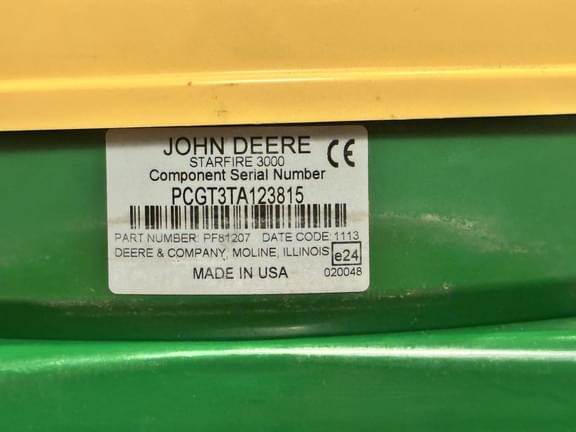 JOHN DEERE
STARFIRE 3000
CE
Component Serial Number
PCGT3TA123815
PART NUMBER: PF81207 DATE CODE: 1113
DEERE & COMPANY, MOLINE, ILLINOIS e24
MADE IN USA 020048